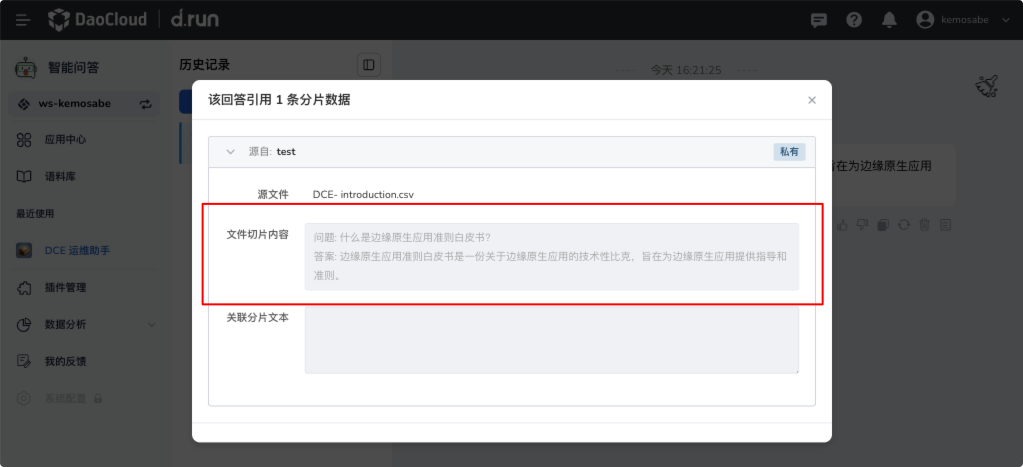 DaoCloud d.run
kemosabe
智能问答
ws-kemosabe
应用中心
语料库
最近使用
DCE 运维助手
插件管理
数据分析
我的反馈
系统配置
历史记录
今天 16:21:25
旨在为边缘原生应用
该回答引用 1 条分片数据
源自: test
私有
源文件
DCE- introduction.csv
文件切片内容
问题: 什么是边缘原生应用准则白皮书?
答案: 边缘原生应用准则白皮书是一份关于边缘原生应用的技术性比克，旨在为边缘原生应用提供指导和
准则。
关联分片文本